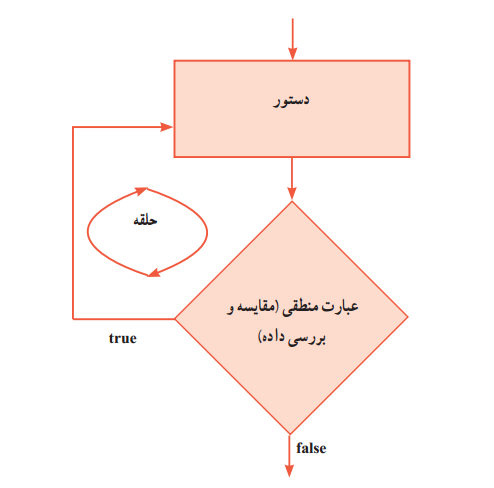 دستور
حلقه
عبارت منطقی (مقایسه و
بررسی داده)
true
false